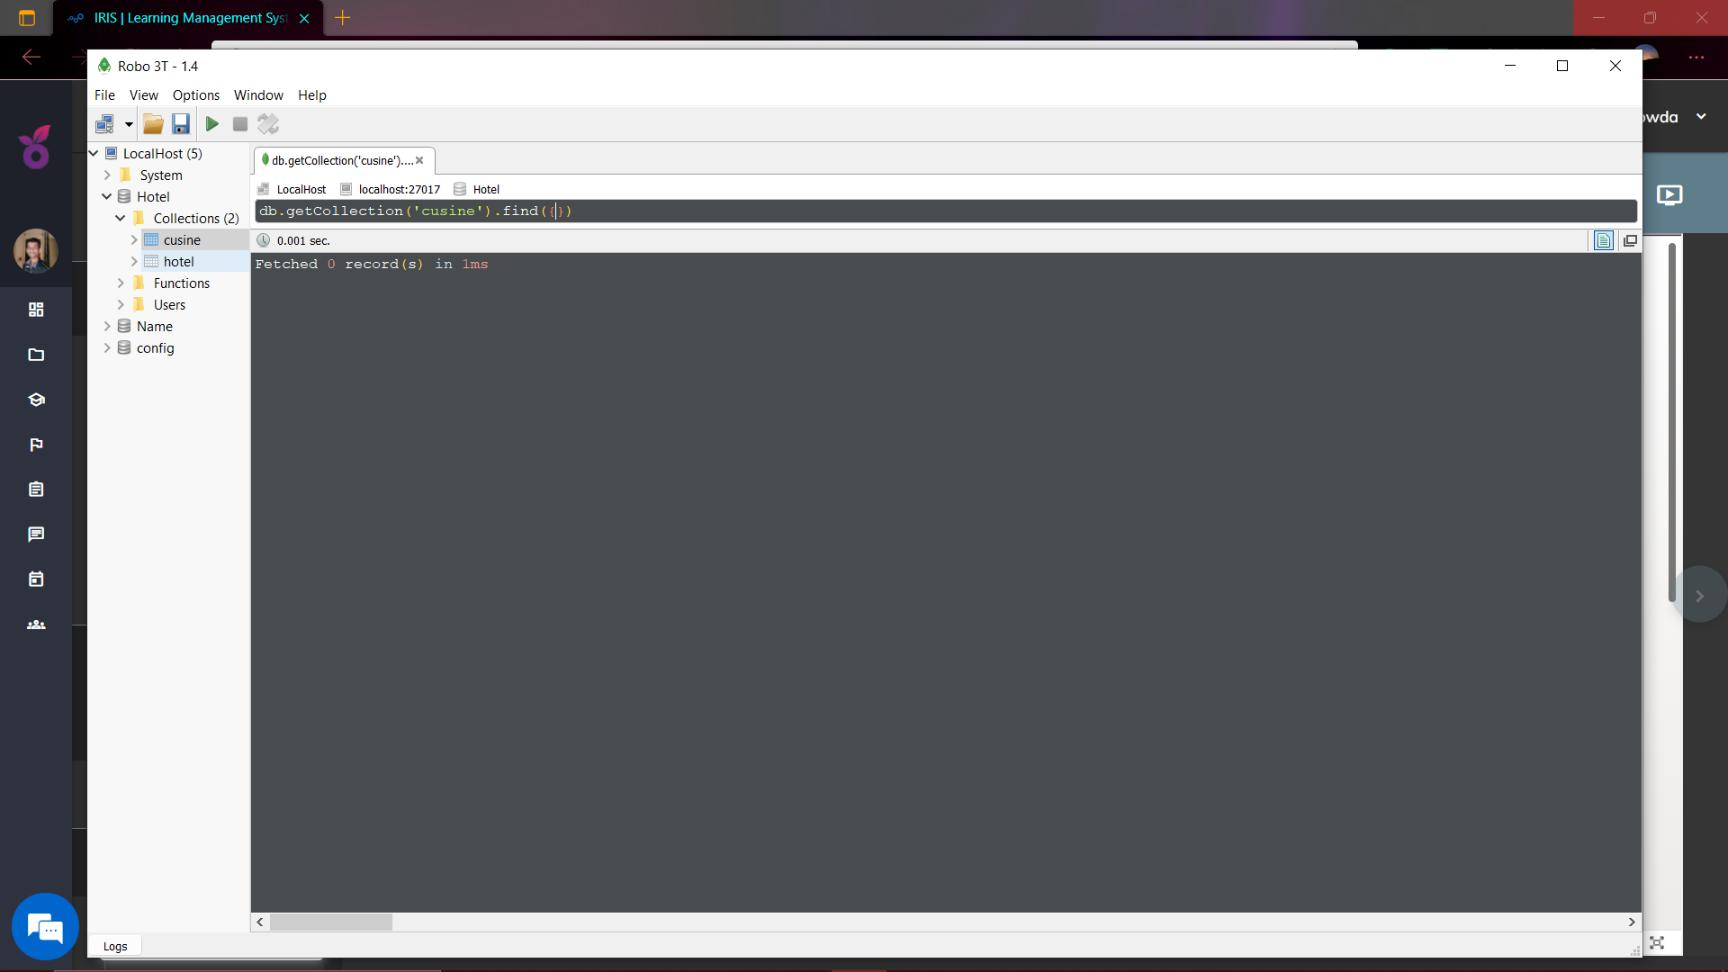 IRIS | Learning Management Syst
Robo 3T - 1.4
File View Options Window Help
LocalHost (5)
System
Hotel
Collections (2)
cusine
hotel
Functions
Users
Name
config
db.getCollection('cusine')....
LocalHost localhost:27017 Hotel
db.getCollection('cusine').find({})
0.001 sec.
Fetched 0 record(s) in 1ms
Logs
owda